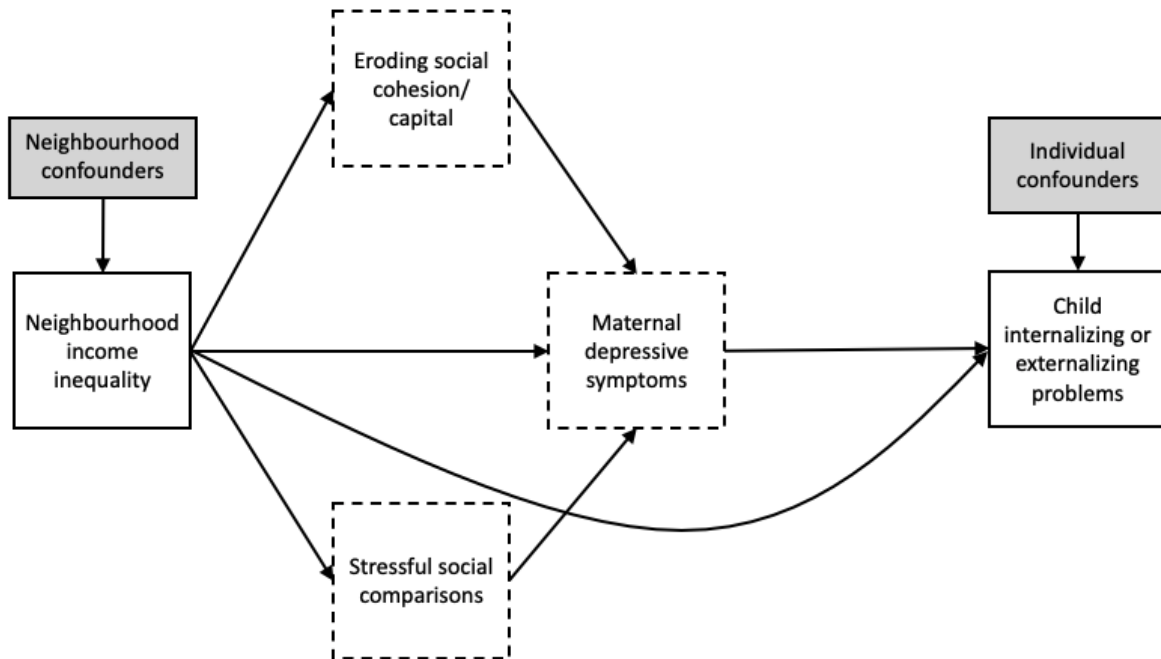 Eroding social
cohesion/
capital
Neighbourhood
confounders
Individual
confounders
Neighbourhood
income
inequality
Maternal
depressive
symptoms
Child
internalizing or
externalizing
problems
Stressful social
comparisons